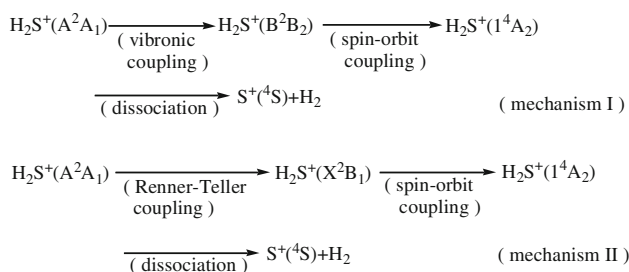 H₂S⁺(A²A₁) H₂S⁺(B²B₂) H₂S⁺(1⁴A₂)
( vibronic ( spin-orbit
coupling ) coupling )
( dissociation ) S⁺(⁴S)+H₂ ( mechanism I )
H₂S⁺(A²A₁) H₂S⁺(X²B₁) H₂S⁺(1⁴A₂)
( Renner-Teller ( spin-orbit
coupling ) coupling )
( dissociation ) S⁺(⁴S)+H₂ ( mechanism II )